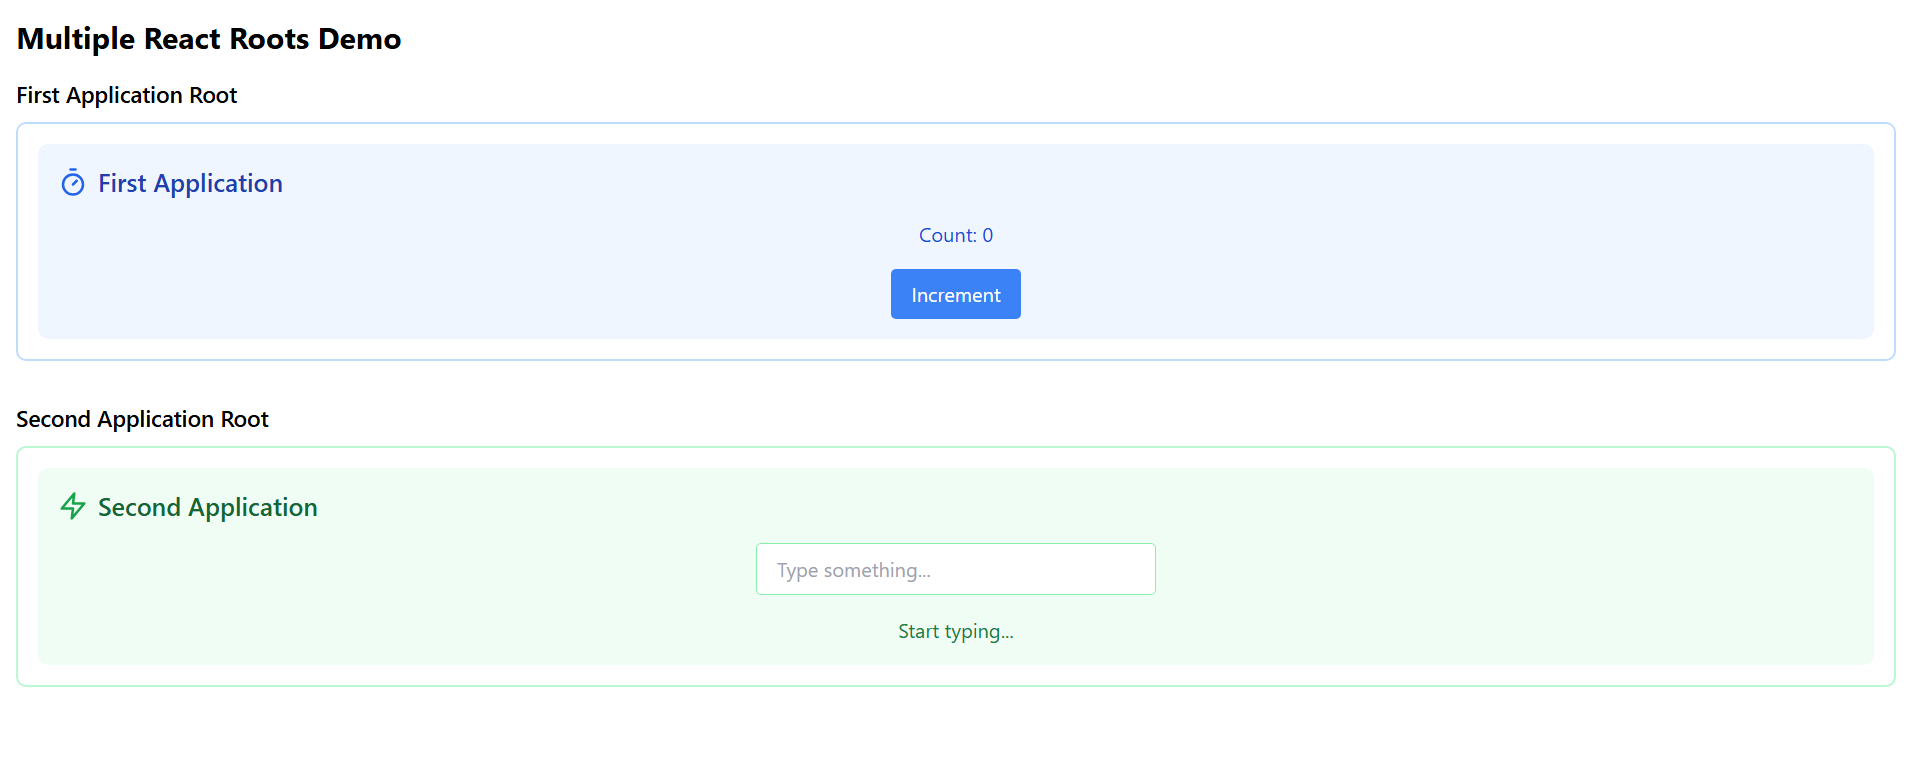 Multiple React Roots Demo
First Application Root
First Application
Count: 0
Increment
Second Application Root
Second Application
Type something...
Start typing...